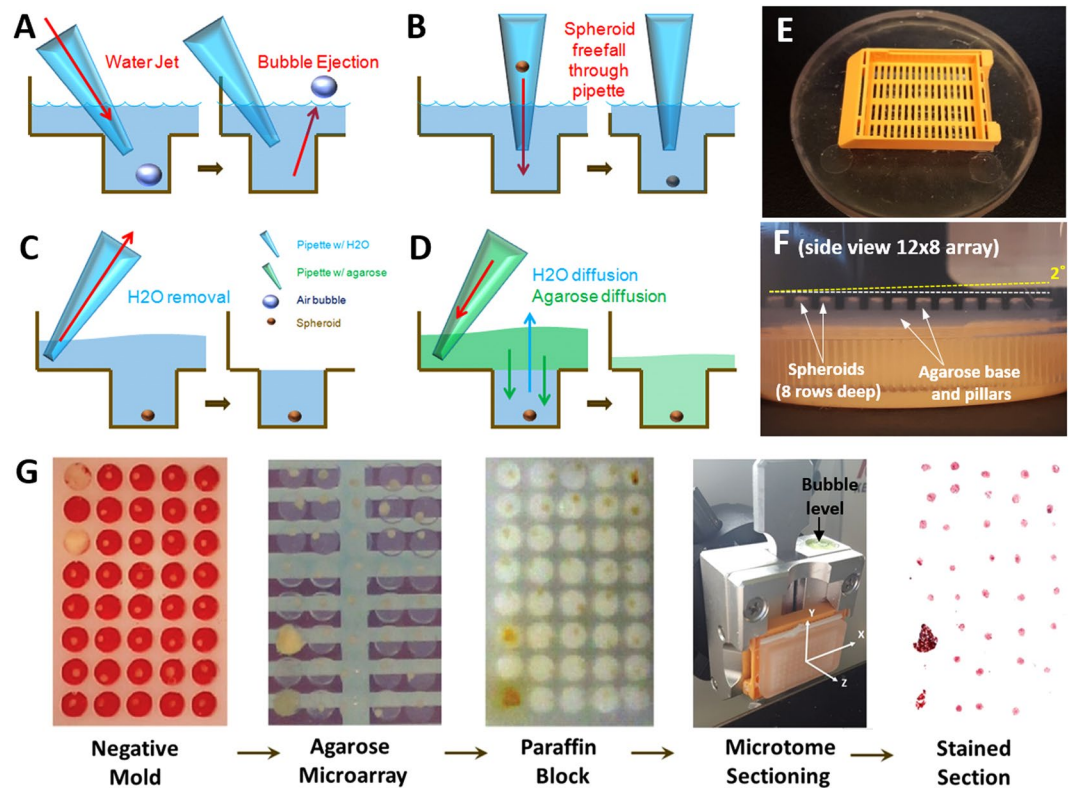 A
Water Jet
Bubble Ejection
B
Spheroid
freefall
through
pipette
E
C
H2O removal
Pipette w/ H2O
Pipette w/ agarose
Air bubble
Spheroid
D
H2O diffusion
Agarose diffusion
F
(side view 12x8 array)
2°
Spheroids
(8 rows deep)
Agarose base
and pillars
G
Bubble
level
Y
X
Z
Negative
Mold
Agarose
Microarray
Paraffin
Block
Microtome
Sectioning
Stained
Section